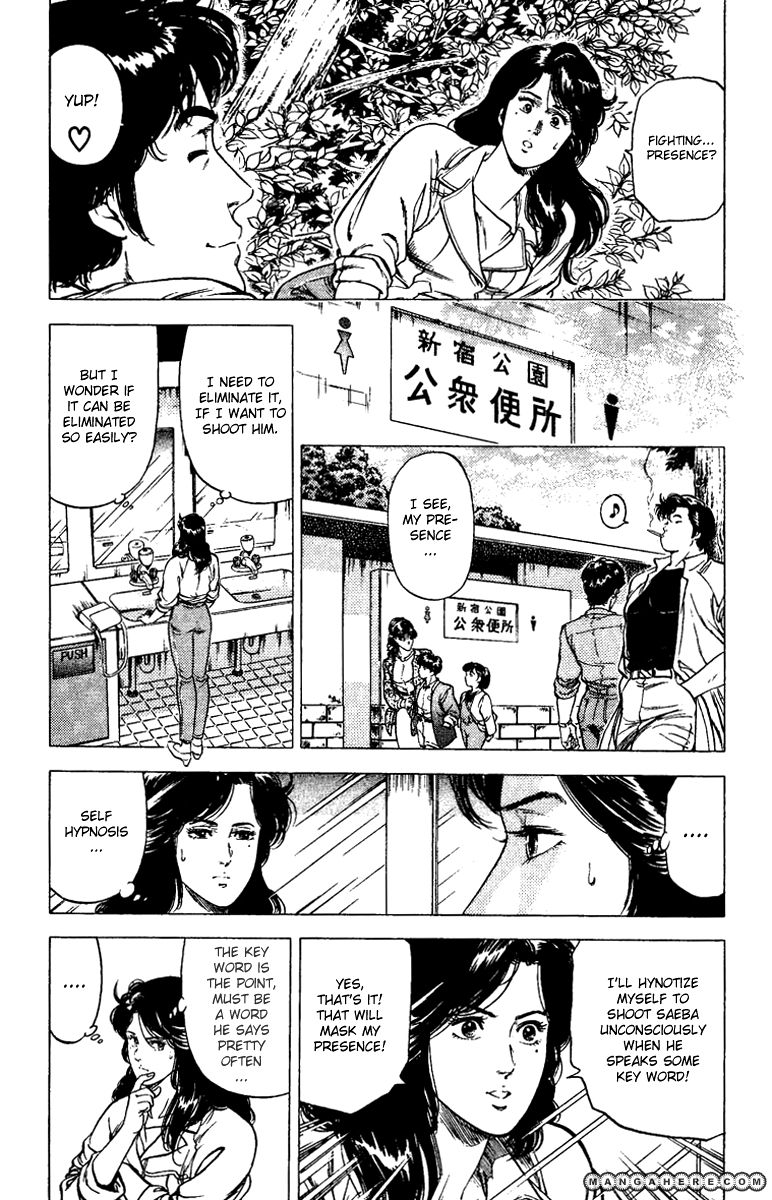 FIGHTING...
PRESENCE?
YUP!
♡
新宿公園
公衆便所
I SEE,
MY PRE-
SENCE
...
♪
新宿公園
公衆便所
I NEED TO
ELIMINATE IT,
IF I WANT TO
SHOOT HIM.
BUT I
WONDER IF
IT CAN BE
ELIMINATED
SO EASILY?
PUSH
....
SELF
HYPNOSIS
...
I'LL HYNOTIZE
MYSELF TO
SHOOT SAEBA
UNCONSCIOUSLY
WHEN HE
SPEAKS SOME
KEY WORD!
YES,
THAT'S IT!
THAT WILL
MASK MY
PRESENCE!
THE KEY
WORD IS
THE POINT,
MUST BE
A WORD
HE SAYS
PRETTY
OFTEN
...
....
MANGAHERE.COM